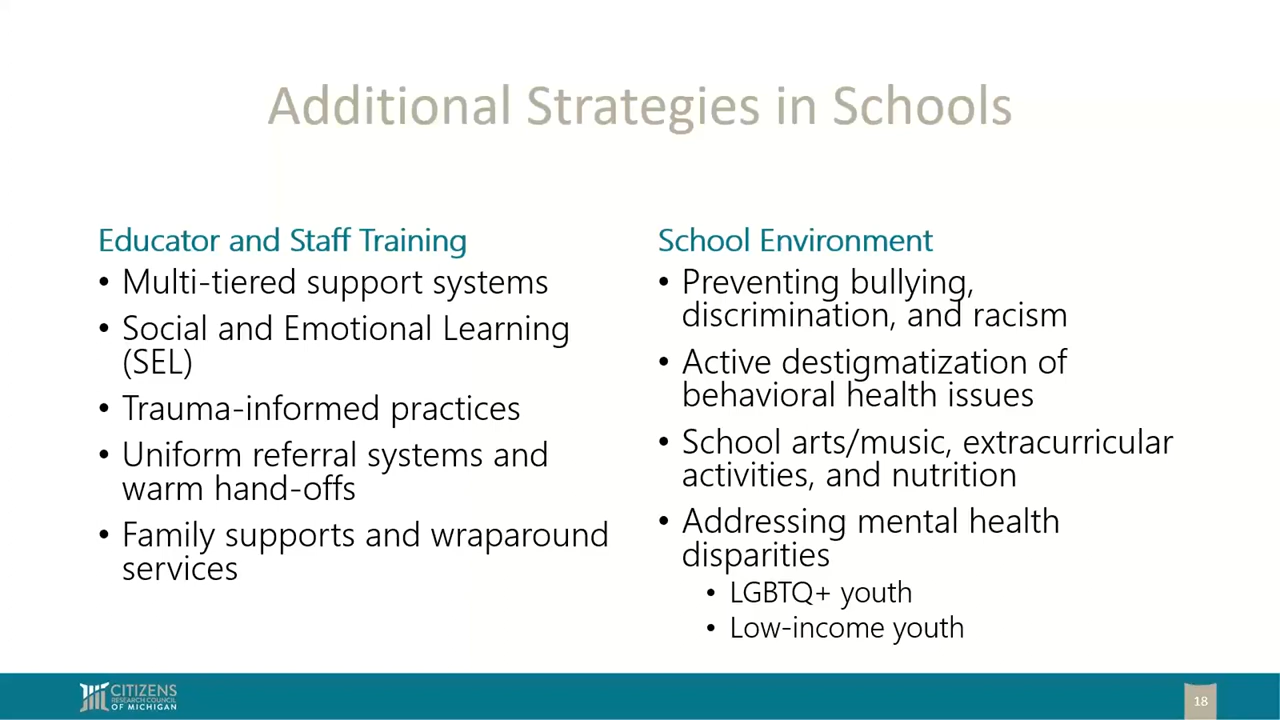 Additional Strategies in Schools
Educator and Staff Training
• Multi-tiered support systems
• Social and Emotional Learning
(SEL)
• Trauma-informed practices
• Uniform referral systems and
warm hand-offs
• Family supports and wraparound
services
School Environment
• Preventing bullying,
discrimination, and racism
• Active destigmatization of
behavioral health issues
• School arts/music, extracurricular
activities, and nutrition
• Addressing mental health
disparities
• LGBTQ+ youth
• Low-income youth
CITIZENS
RESEARCH COUNCIL
OF MICHIGAN
18